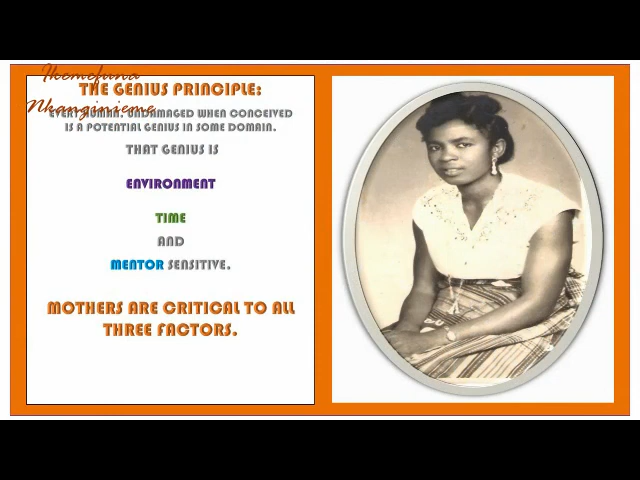 Ikemefuna
Nkanginieme
THE GENIUS PRINCIPLE:
EVERY HUMAN, UNDAMAGED WHEN CONCEIVED
IS A POTENTIAL GENIUS IN SOME DOMAIN.
THAT GENIUS IS
ENVIRONMENT
TIME
AND
MENTOR SENSITIVE.
MOTHERS ARE CRITICAL TO ALL
THREE FACTORS.